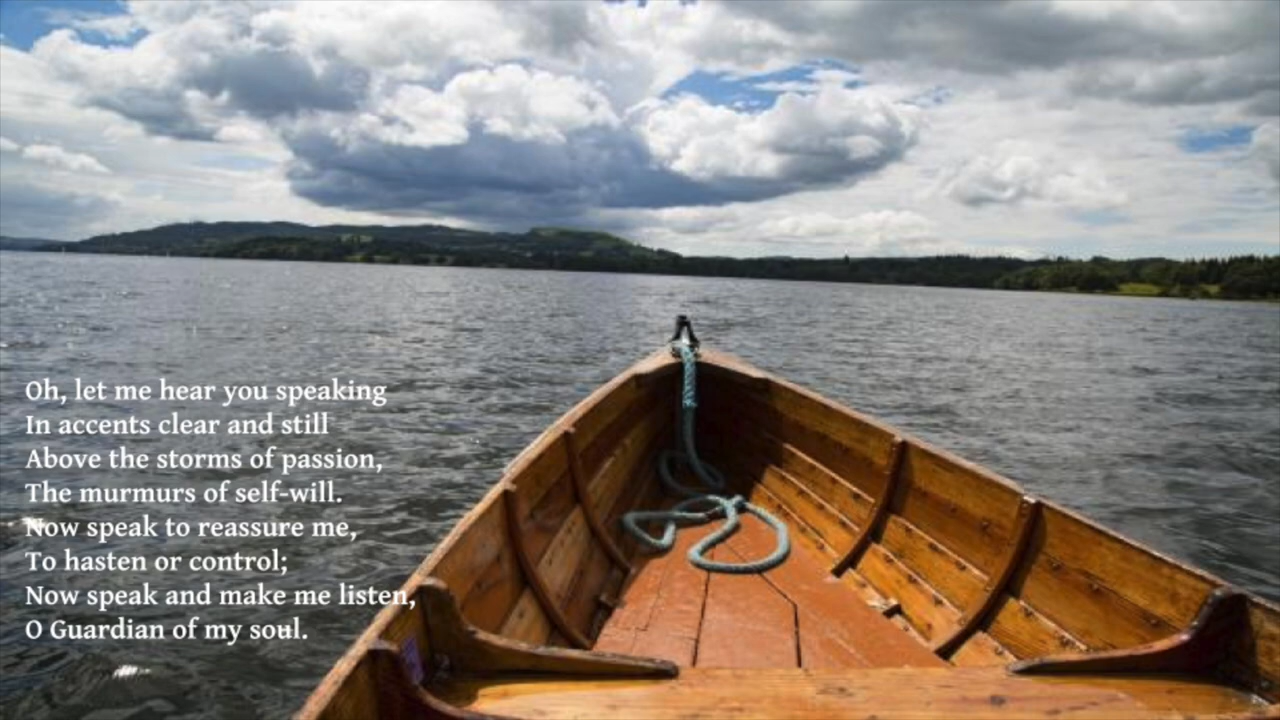 Oh, let me hear you speaking
In accents clear and still
Above the storms of passion,
The murmurs of self-will.
Now speak to reassure me,
To hasten or control;
Now speak and make me listen,
O Guardian of my soul.